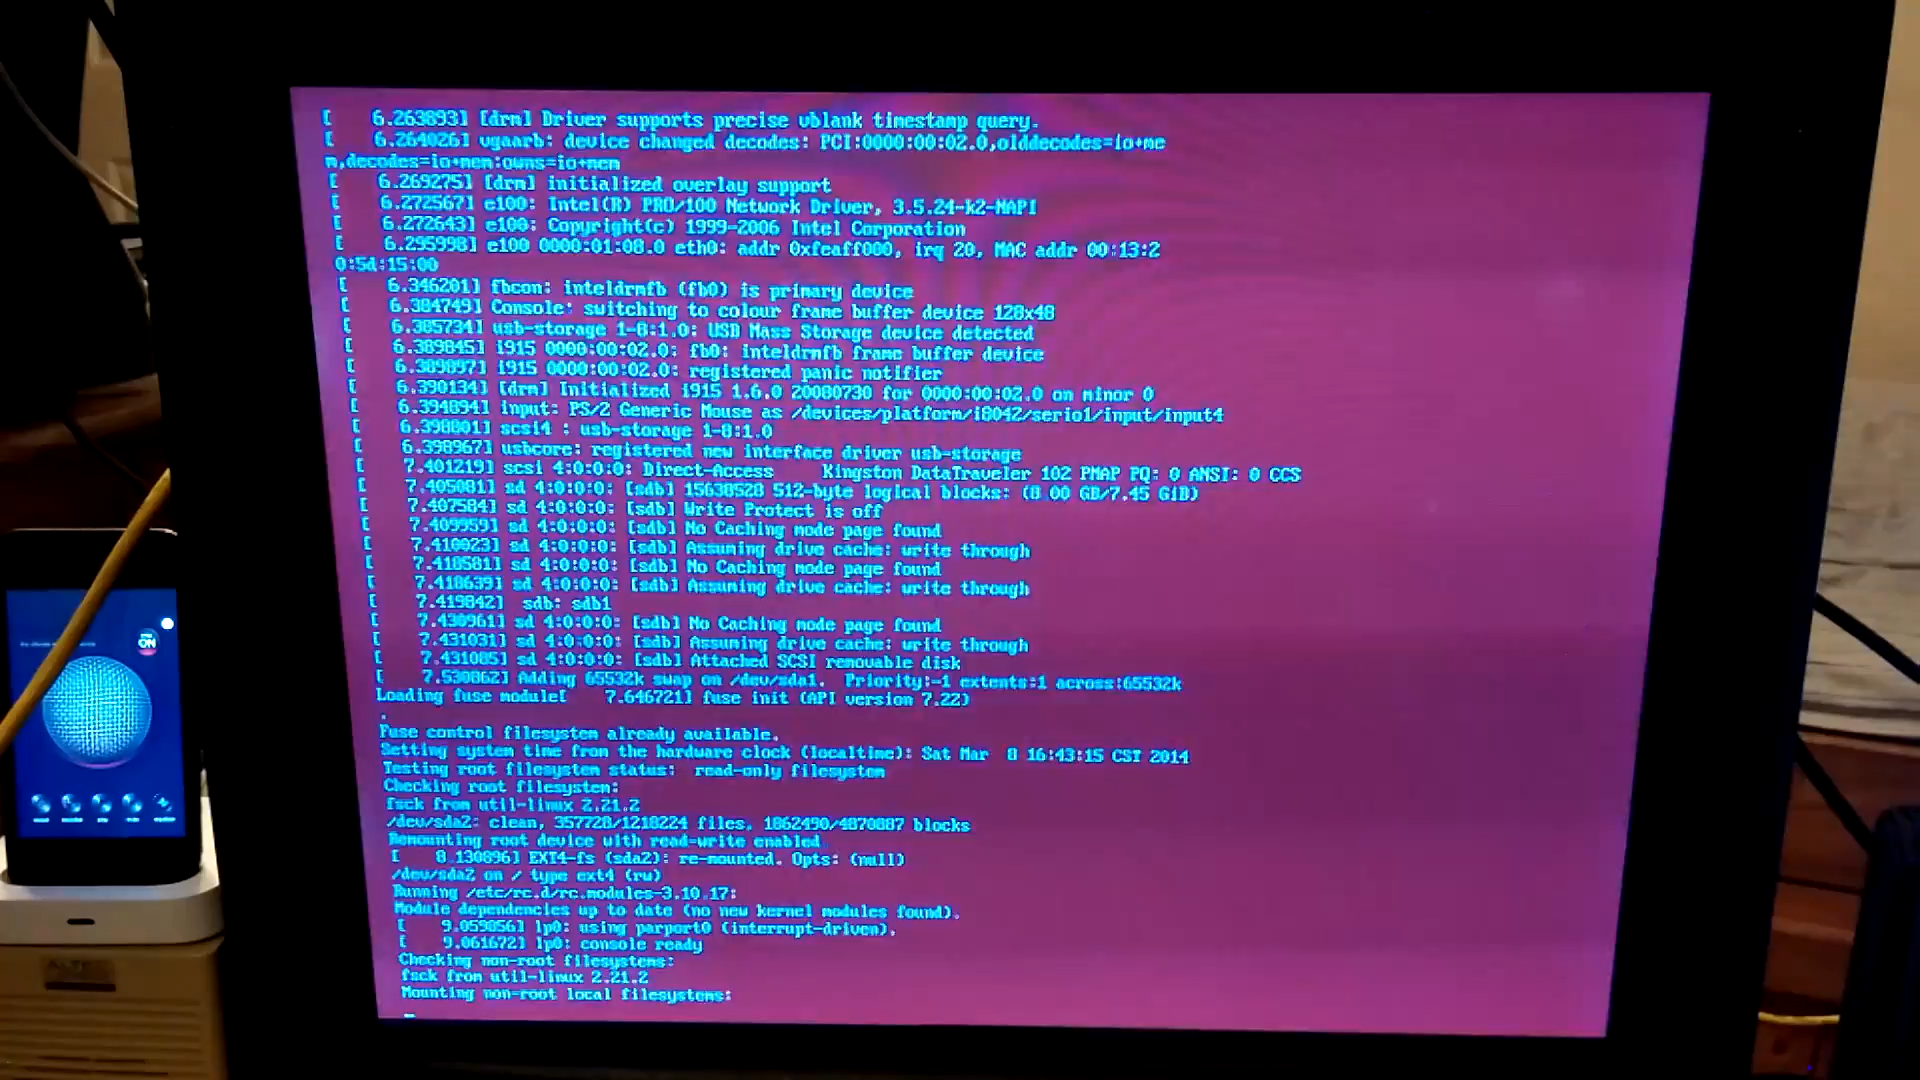 [    6.263893] [drm] Driver supports precise vblank timestamp query.
[    6.264026] vgaarb: device changed decodes: PCI:0000:00:02.0,olddecodes=io+me
m,decodes=io+mem:owns=io+mem
[    6.269275] [drm] initialized overlay support
[    6.272567] e100: Intel(R) PRO/100 Network Driver, 3.5.24-k2-NAPI
[    6.272643] e100: Copyright(c) 1999-2006 Intel Corporation
[    6.295998] e100 0000:01:08.0 eth0: addr 0xfeaff000, irq 20, MAC addr 00:13:2
0:5d:15:00
[    6.346201] fbcon: inteldrmfb (fb0) is primary device
[    6.384749] Console: switching to colour frame buffer device 128x48
[    6.385734] usb-storage 1-8:1.0: USB Mass Storage device detected
[    6.389845] i915 0000:00:02.0: fb0: inteldrmfb frame buffer device
[    6.389897] i915 0000:00:02.0: registered panic notifier
[    6.390134] [drm] Initialized i915 1.6.0 20080730 for 0000:00:02.0 on minor 0
[    6.394894] input: PS/2 Generic Mouse as /devices/platform/i8042/serio1/input/input4
[    6.398801] scsi4 : usb-storage 1-8:1.0
[    6.398967] usbcore: registered new interface driver usb-storage
[    7.401219] scsi 4:0:0:0: Direct-Access     Kingston DataTraveler 102 PMAP PQ: 0 ANSI: 0 CCS
[    7.405081] sd 4:0:0:0: [sdb] 15638528 512-byte logical blocks: (8.00 GB/7.45 GiB)
[    7.407584] sd 4:0:0:0: [sdb] Write Protect is off
[    7.409959] sd 4:0:0:0: [sdb] No Caching mode page found
[    7.410023] sd 4:0:0:0: [sdb] Assuming drive cache: write through
[    7.418581] sd 4:0:0:0: [sdb] No Caching mode page found
[    7.418639] sd 4:0:0:0: [sdb] Assuming drive cache: write through
[    7.419842]  sdb: sdb1
[    7.430961] sd 4:0:0:0: [sdb] No Caching mode page found
[    7.431031] sd 4:0:0:0: [sdb] Assuming drive cache: write through
[    7.431085] sd 4:0:0:0: [sdb] Attached SCSI removable disk
[    7.530862] Adding 65532k swap on /dev/sda1.  Priority:-1 extents:1 across:65532k
Loading fuse module[    7.646721] fuse init (API version 7.22)
.
Fuse control filesystem already available.
Setting system time from the hardware clock (localtime): Sat Mar  8 16:43:15 CST 2014
Testing root filesystem status:  read-only filesystem
Checking root filesystem:
fsck from util-linux 2.21.2
/dev/sda2: clean, 357728/1218224 files, 1862490/4870887 blocks
Remounting root device with read-write enabled
[    8.130896] EXT4-fs (sda2): re-mounted. Opts: (null)
/dev/sda2 on / type ext4 (rw)
Running /etc/rc.d/rc.modules-3.10.17:
Module dependencies up to date (no new kernel modules found).
[    9.059856] lp0: using parport0 (interrupt-driven).
[    9.061672] lp0: console ready
Checking non-root filesystems:
fsck from util-linux 2.21.2
Mounting non-root local filesystems:
ON